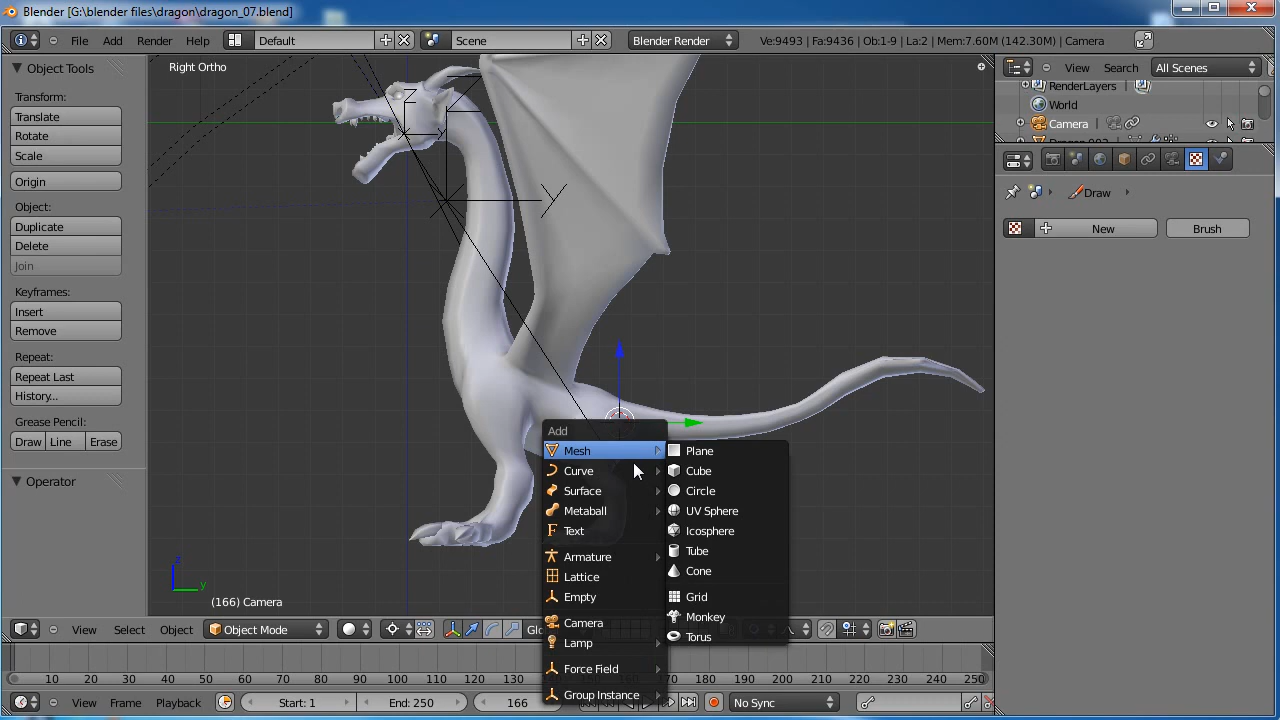 Blender [G:\blender files\dragon\dragon_07.blend]
File Add Render Help Default Scene Blender Render Ve:9493 | Fa:9436 | Ob:1-9 | La:2 | Mem:7.60M (142.30M) | Camera
Object Tools
Transform:
Translate
Rotate
Scale
Origin
Object:
Duplicate
Delete
Join
Keyframes:
Insert
Remove
Repeat:
Repeat Last
History...
Grease Pencil:
Draw Line Erase
Operator
Right Ortho
Z
Y
Y
z
y
(166) Camera
Add
Mesh
Curve
Surface
Metaball
Text
Armature
Lattice
Empty
Camera
Lamp
Force Field
Group Instance
Plane
Cube
Circle
UV Sphere
Icosphere
Tube
Cone
Grid
Monkey
Torus
View Search All Scenes
RenderLayers
World
Camera
Draw
New Brush
View Select Object Object Mode
10 20 30 40 50 60 70 80 90 100 110 120 130 170 180 190 200 210 220 230 240 250
View Frame Playback Start: 1 End: 250 166 No Sync